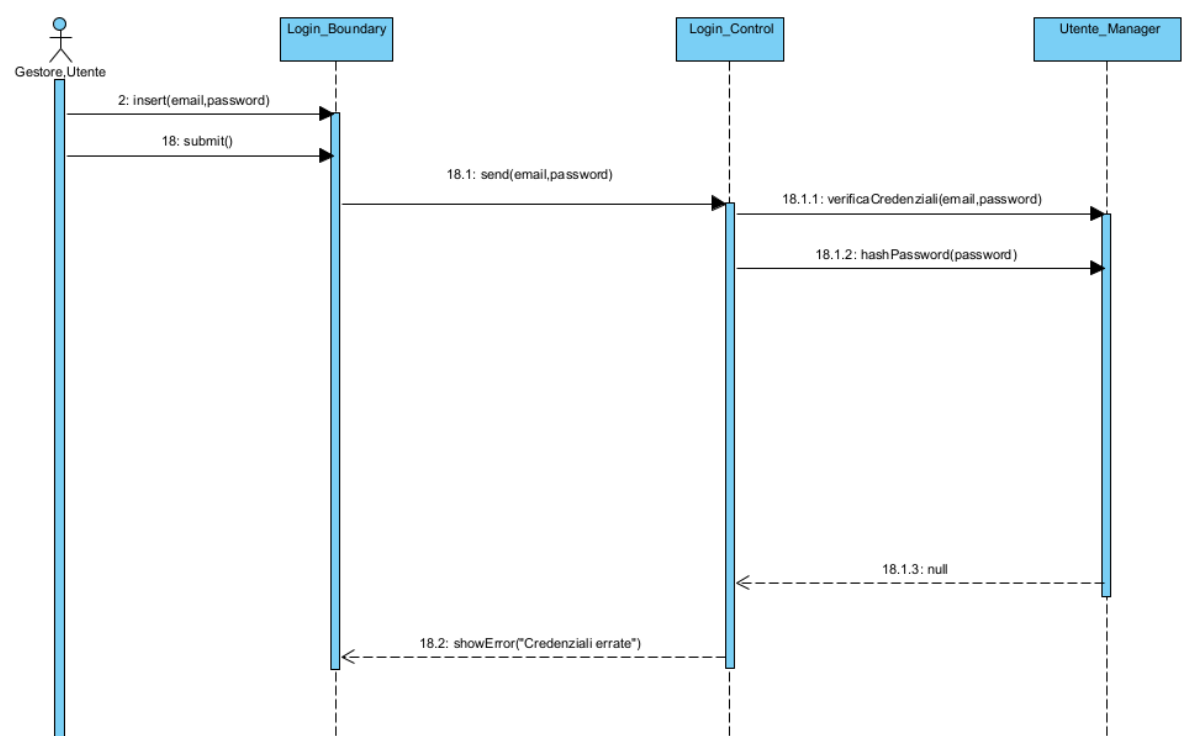 Login_Boundary
Login_Control
Utente_Manager
Gestore,Utente
2: insert(email,password)
18: submit()
18.1: send(email,password)
18.1.1: verificaCredenziali(email,password)
18.1.2: hashPassword(password)
18.1.3: null
18.2: showError("Credenziali errate")